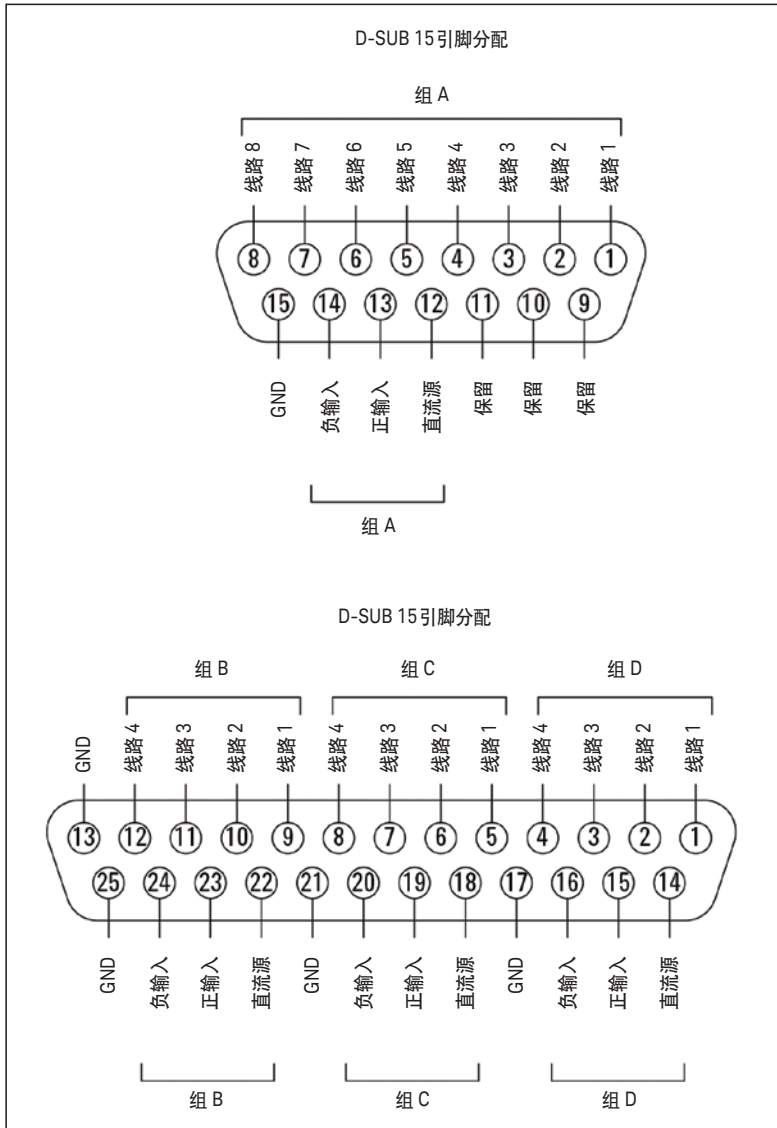 D-SUB 15引脚分配
组 A
线路 8 线路 7 线路 6 线路 5 线路 4 线路 3 线路 2 线路 1
8 7 6 5 4 3 2 1
15 14 13 12 11 10 9
GND 负输入 正输入 直流源 保留 保留 保留
组 A
D-SUB 15引脚分配
组 B 组 C 组 D
GND 线路 4 线路 3 线路 2 线路 1 线路 4 线路 3 线路 2 线路 1 线路 4 线路 3 线路 2 线路 1
13 12 11 10 9 8 7 6 5 4 3 2 1
25 24 23 22 21 20 19 18 17 16 15 14
GND 负输入 正输入 直流源 GND 负输入 正输入 直流源 GND 负输入 正输入 直流源
组 B 组 C 组 D